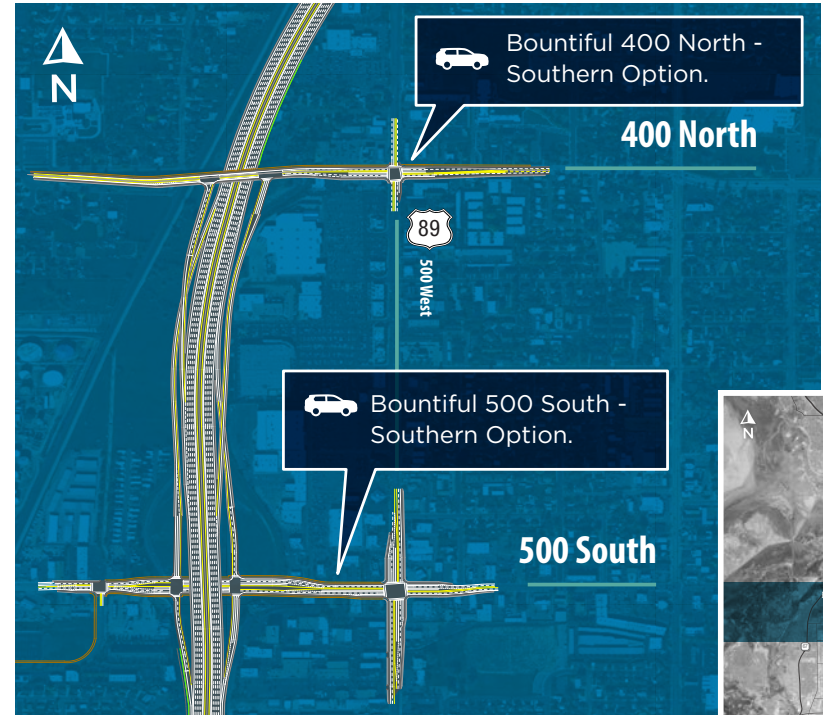 N
Bountiful 400 North -
Southern Option.
400 North
89
500 West
Bountiful 500 South -
Southern Option.
500 South
N